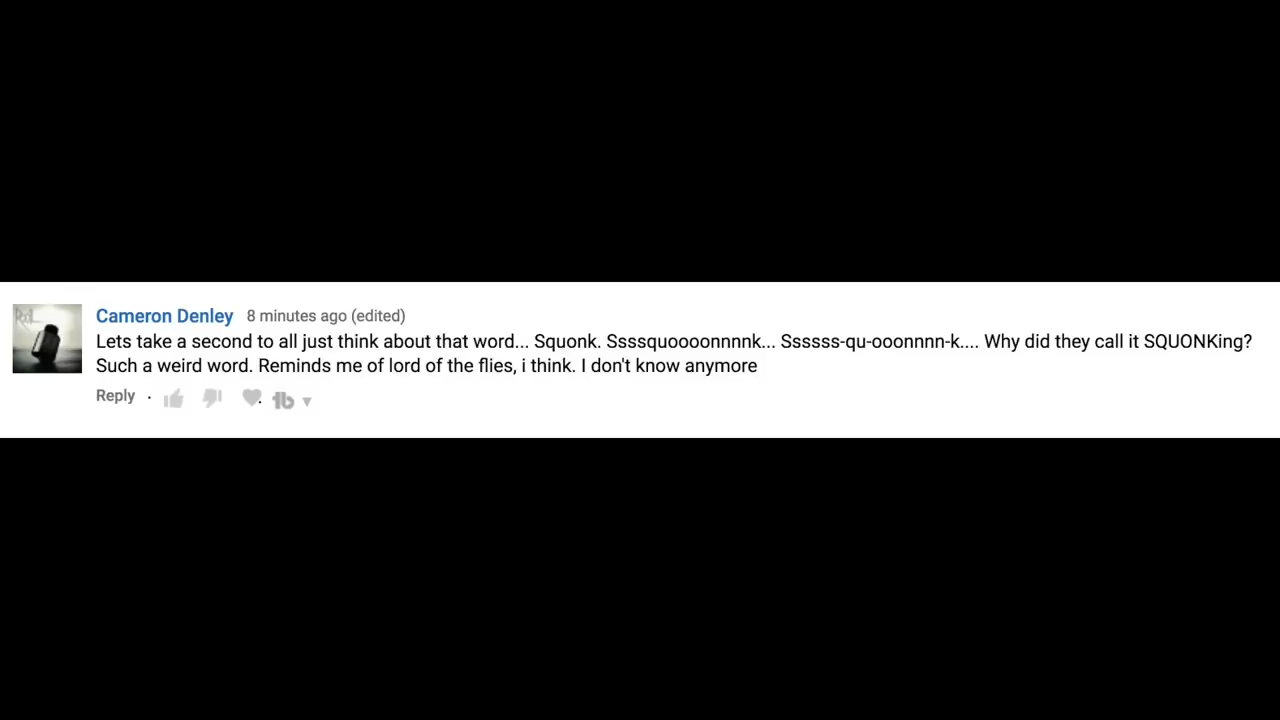 Cameron Denley 8 minutes ago (edited)
Lets take a second to all just think about that word... Squonk. Ssssquoooonnnnk... Ssssss-qu-ooonnnn-k.... Why did they call it SQUONKing?
Such a weird word. Reminds me of lord of the flies, i think. I don't know anymore
Reply